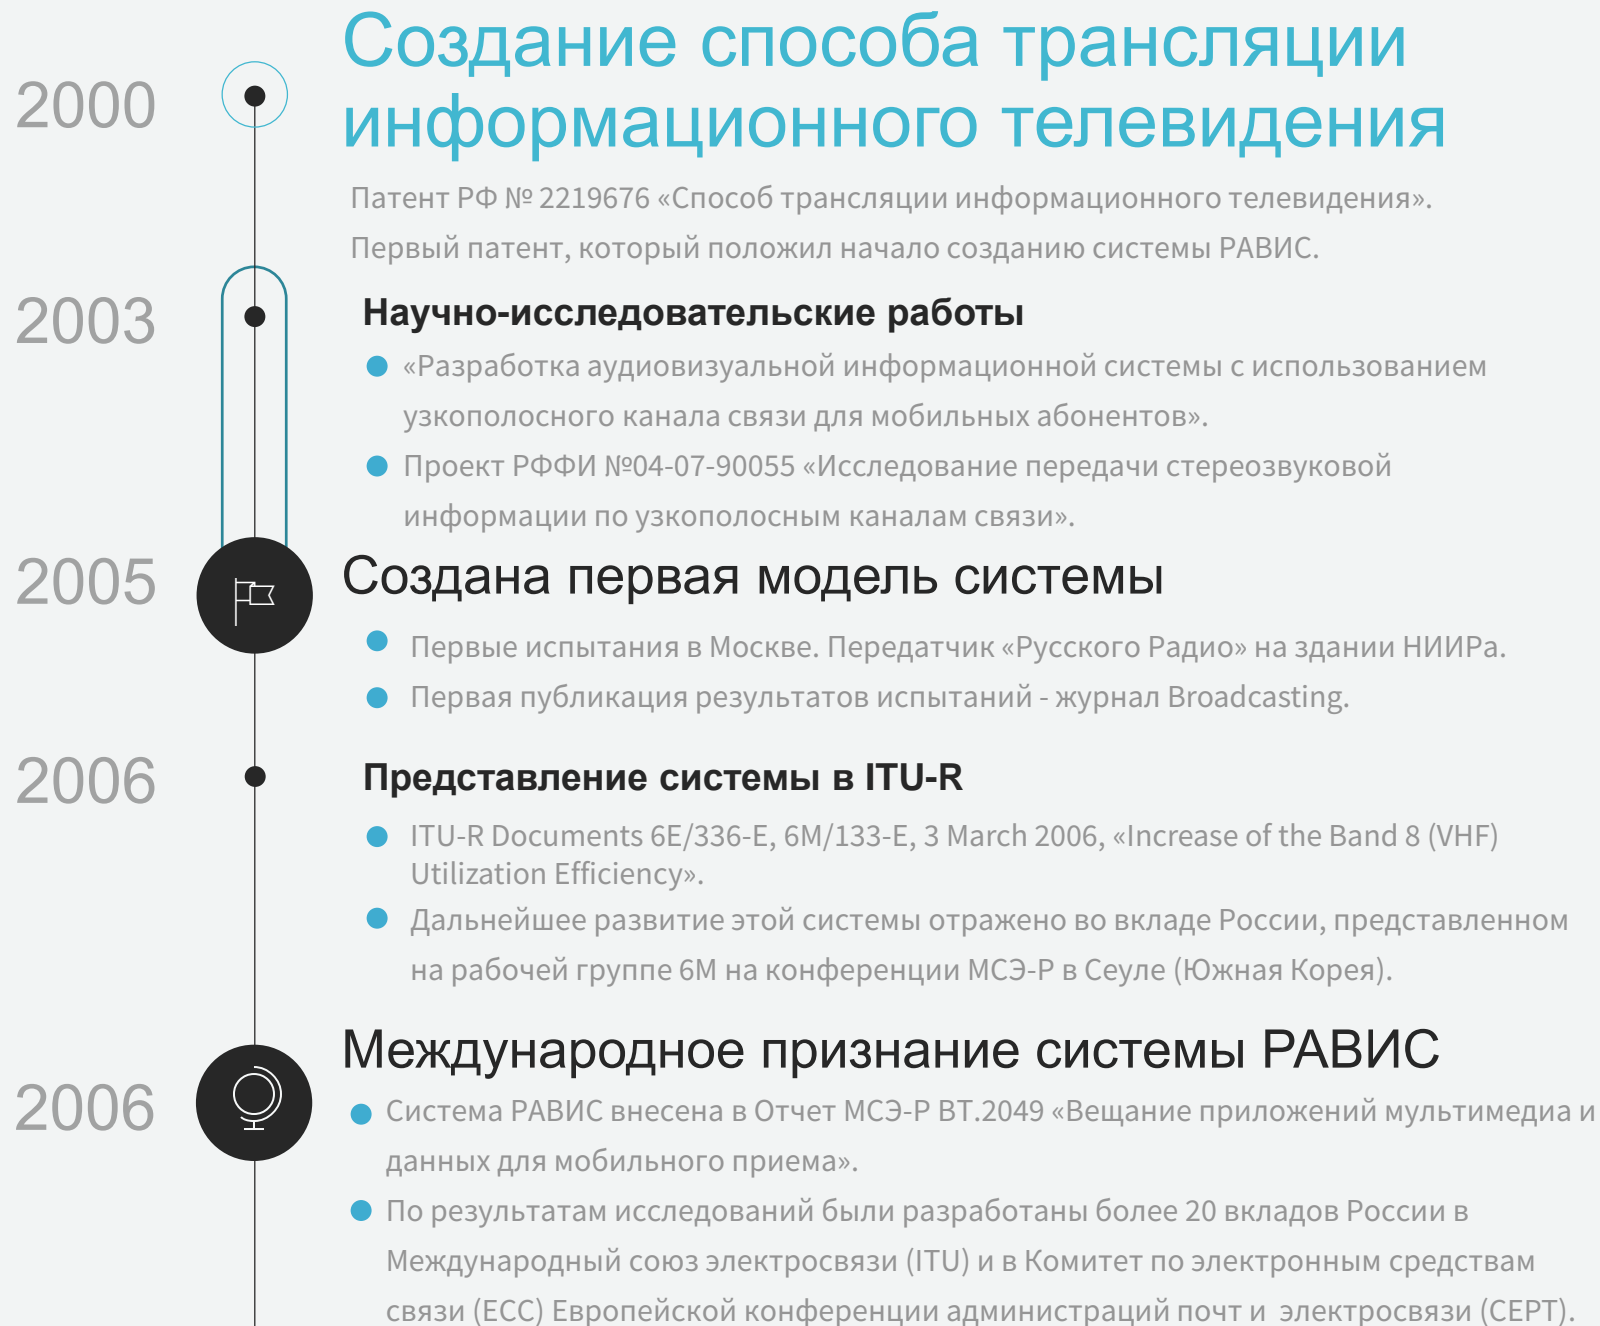 2000
Создание способа трансляции
информационного телевидения
Патент РФ № 2219676 «Способ трансляции информационного телевидения».
Первый патент, который положил начало созданию системы РАВИС.
2003
Научно-исследовательские работы
«Разработка аудиовизуальной информационной системы с использованием
узкополосного канала связи для мобильных абонентов».
Проект РФФИ №04-07-90055 «Исследование передачи стереозвуковой
информации по узкополосным каналам связи».
2005
Создана первая модель системы
Первые испытания в Москве. Передатчик «Русского Радио» на здании НИИРа.
Первая публикация результатов испытаний - журнал Broadcasting.
2006
Представление системы в ITU-R
ITU-R Documents 6E/336-E, 6M/133-E, 3 March 2006, «Increase of the Band 8 (VHF)
Utilization Efficiency».
Дальнейшее развитие этой системы отражено во вкладе России, представленном
на рабочей группе 6М на конференции МСЭ-Р в Сеуле (Южная Корея).
2006
Международное признание системы РАВИС
Система РАВИС внесена в Отчет МСЭ-Р ВТ.2049 «Вещание приложений мультимедиа и
данных для мобильного приема».
По результатам исследований были разработаны более 20 вкладов России в
Международный союз электросвязи (ITU) и в Комитет по электронным средствам
связи (ECC) Европейской конференции администраций почт и  электросвязи (CEPT).